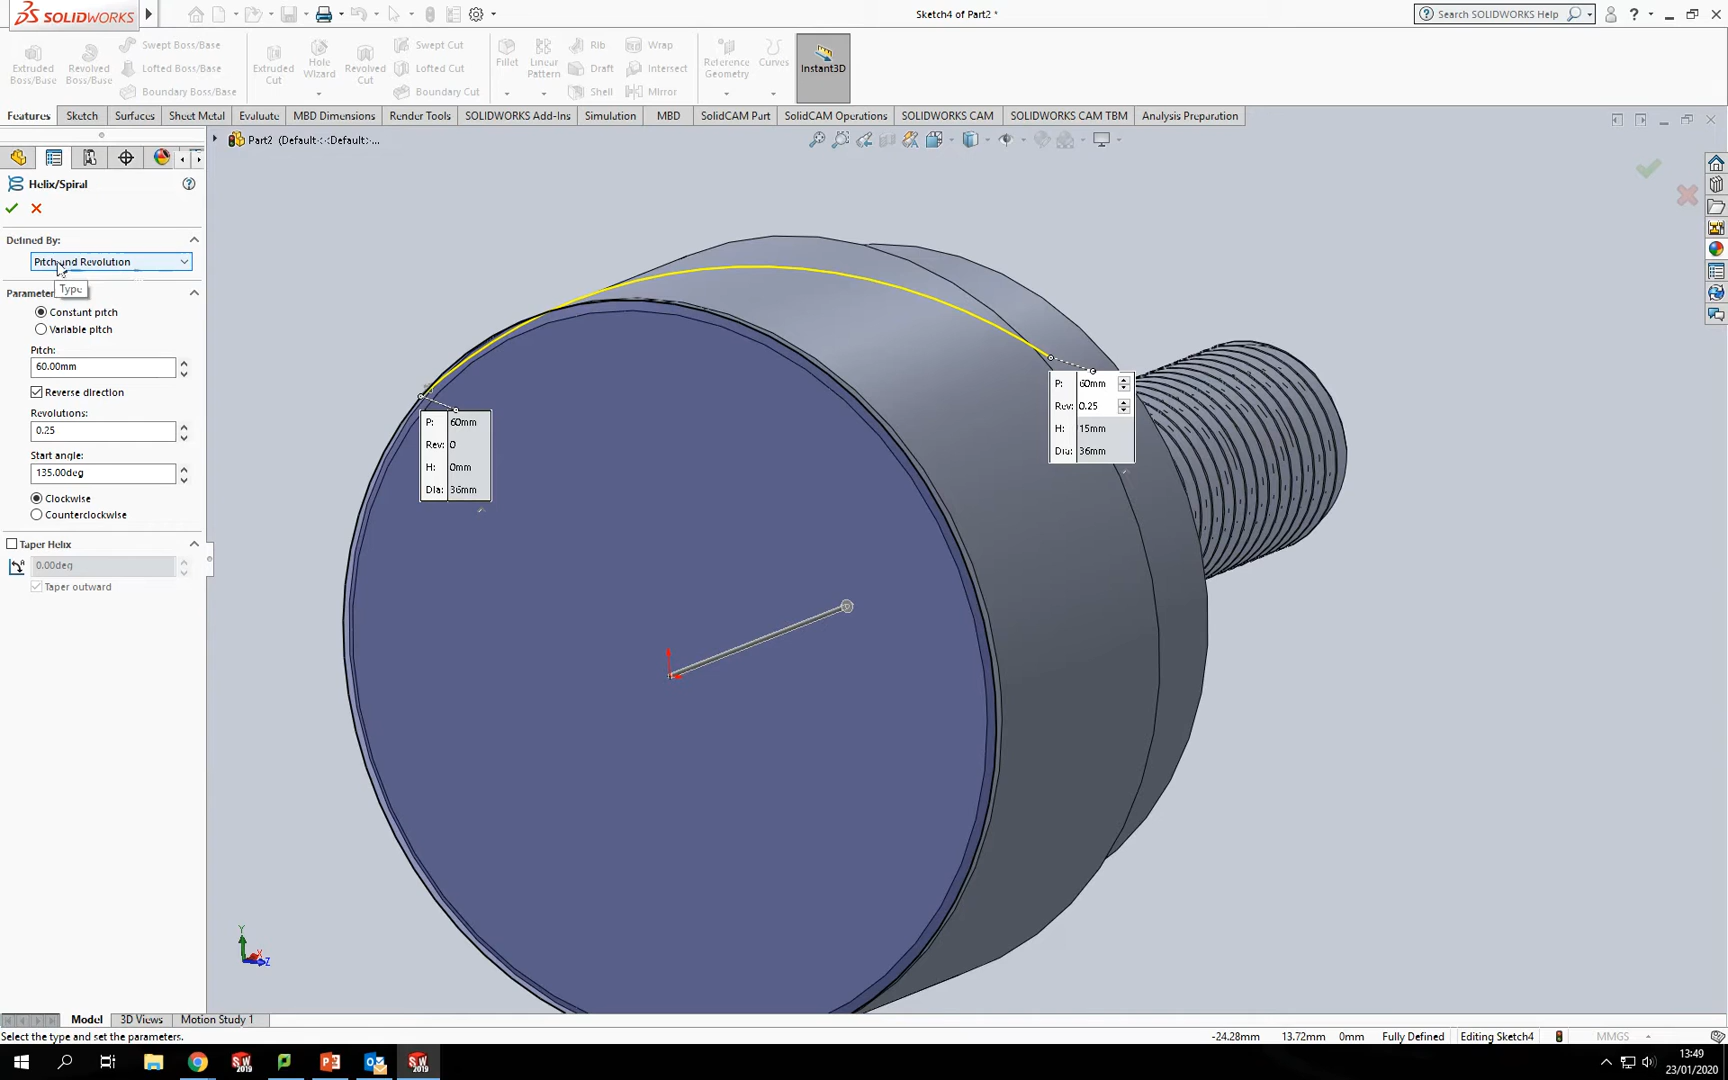 SOLIDWORKS
Sketch4 of Part2 *
Search SOLIDWORKS Help
Extruded Boss/Base
Revolved Boss/Base
Swept Boss/Base
Lofted Boss/Base
Boundary Boss/Base
Extruded Cut
Hole Wizard
Revolved Cut
Swept Cut
Lofted Cut
Boundary Cut
Fillet
Linear Pattern
Rib
Draft
Shell
Wrap
Intersect
Mirror
Reference Geometry
Curves
Instant3D
Features
Sketch
Surfaces
Sheet Metal
Evaluate
MBD Dimensions
Render Tools
SOLIDWORKS Add-Ins
Simulation
MBD
SolidCAM Part
SolidCAM Operations
SOLIDWORKS CAM
SOLIDWORKS CAM TBM
Analysis Preparation
Part2 (Default<<Default>...
Helix/Spiral
Defined By:
Pitch and Revolution
Type
Parameter
Constant pitch
Variable pitch
Pitch:
60.00mm
Reverse direction
Revolutions:
0.25
Start angle:
135.00deg
Clockwise
Counterclockwise
Taper Helix
0.00deg
Taper outward
P: 60mm
Rev: 0
H: 0mm
Dia: 36mm
P: 60mm
Rev: 0.25
H: 15mm
Dia: 36mm
Y
X
Z
Model
3D Views
Motion Study 1
Select the type and set the parameters.
-24.28mm
13.72mm
0mm
Fully Defined
Editing Sketch4
MMGS
SW
2019
SW
2019
13:49
23/01/2020